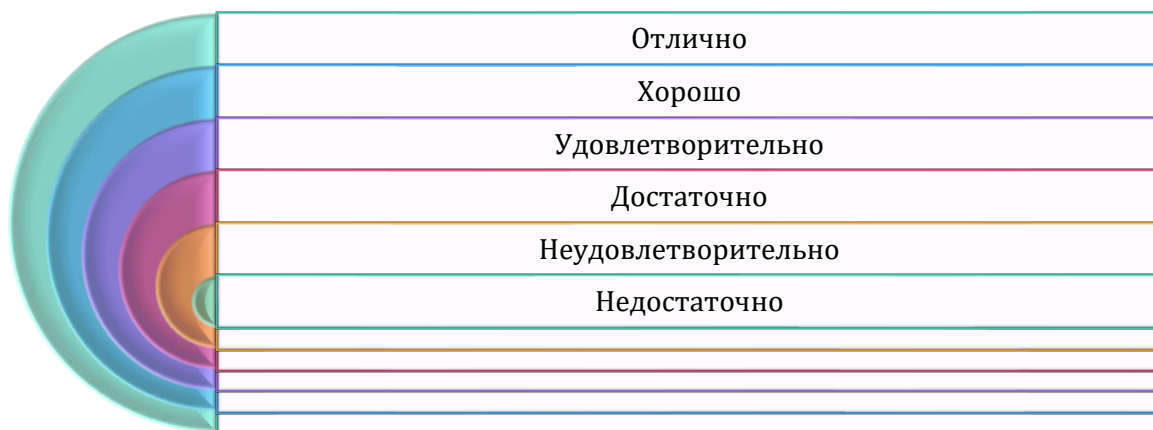 Отлично
Хорошо
Удовлетворительно
Достаточно
Неудовлетворительно
Недостаточно